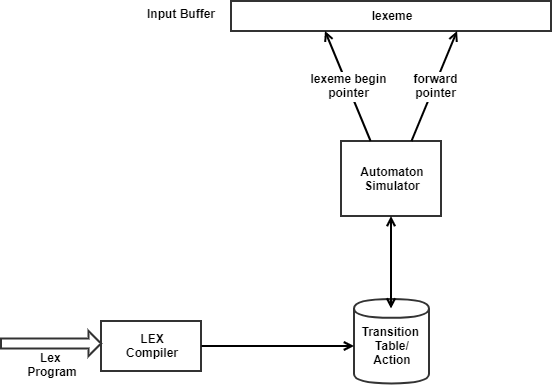 Input Buffer
lexeme
lexeme begin
pointer
forward
pointer
Automaton
Simulator
Lex
Program
LEX
Compiler
Transition
Table/
Action